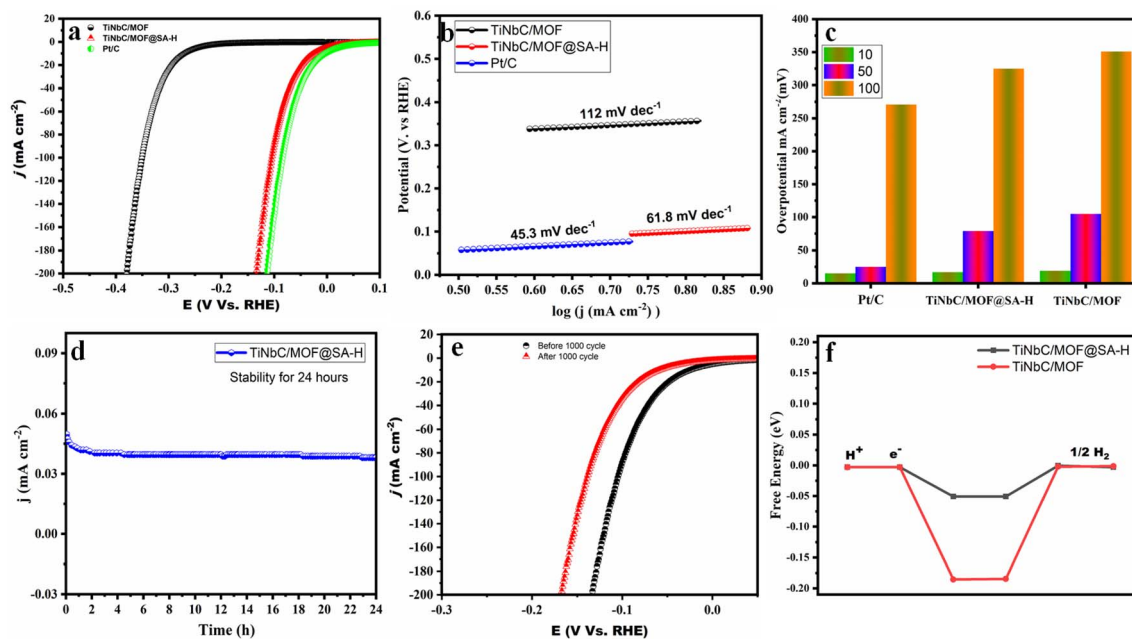 a
TiNbC/MOF
TiNbC/MOF@SA-H
Pt/C
20
0
-20
-40
-60
-80
-100
-120
-140
-160
-180
-200
j (mA cm-2)
-0.5
-0.4
-0.3
-0.2
-0.1
0.0
0.1
E (V Vs. RHE)
b
TiNbC/MOF
TiNbC/MOF@SA-H
Pt/C
0.6
0.5
0.4
0.3
0.2
0.1
0.0
Potential (V. vs RHE)
112 mV dec-1
45.3 mV dec-1
61.8 mV dec-1
0.50
0.55
0.60
0.65
0.70
0.75
0.80
0.85
0.90
log (j (mA cm-2) )
c
10
50
100
400
350
300
250
200
150
100
50
0
Overpotential mA cm-2(mV)
Pt/C
TiNbC/MOF@SA-H
TiNbC/MOF
d
TiNbC/MOF@SA-H
Stability for 24 hours
0.09
0.06
0.03
0.00
-0.03
j (mA cm-2)
0
2
4
6
8
10
12
14
16
18
20
22
24
Time (h)
e
Before 1000 cycle
After 1000 cycle
20
0
-20
-40
-60
-80
-100
-120
-140
-160
-180
-200
j (mA cm-2)
-0.3
-0.2
-0.1
0.0
E (V Vs. RHE)
f
TiNbC/MOF@SA-H
TiNbC/MOF
0.20
0.15
0.10
0.05
0.00
-0.05
-0.10
-0.15
-0.20
Free Energy (eV)
H+
e-
1/2 H2